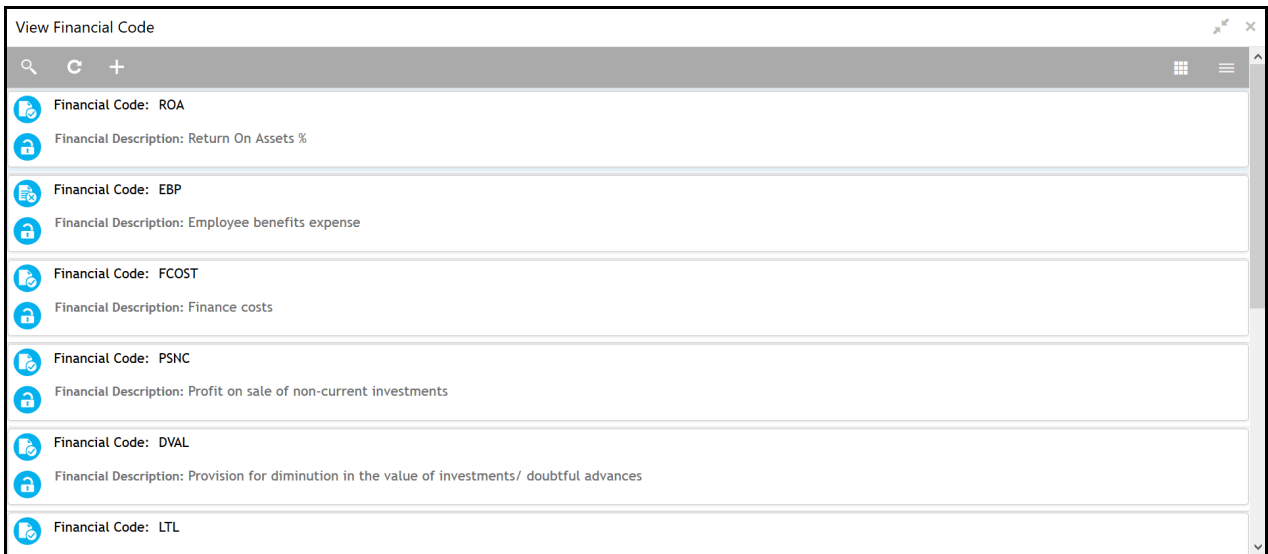 View Financial Code
Financial Code: ROA
Financial Description: Return On Assets %
Financial Code: EBP
Financial Description: Employee benefits expense
Financial Code: FCOST
Financial Description: Finance costs
Financial Code: PSNC
Financial Description: Profit on sale of non-current investments
Financial Code: DVAL
Financial Description: Provision for diminution in the value of investments/ doubtful advances
Financial Code: LTL